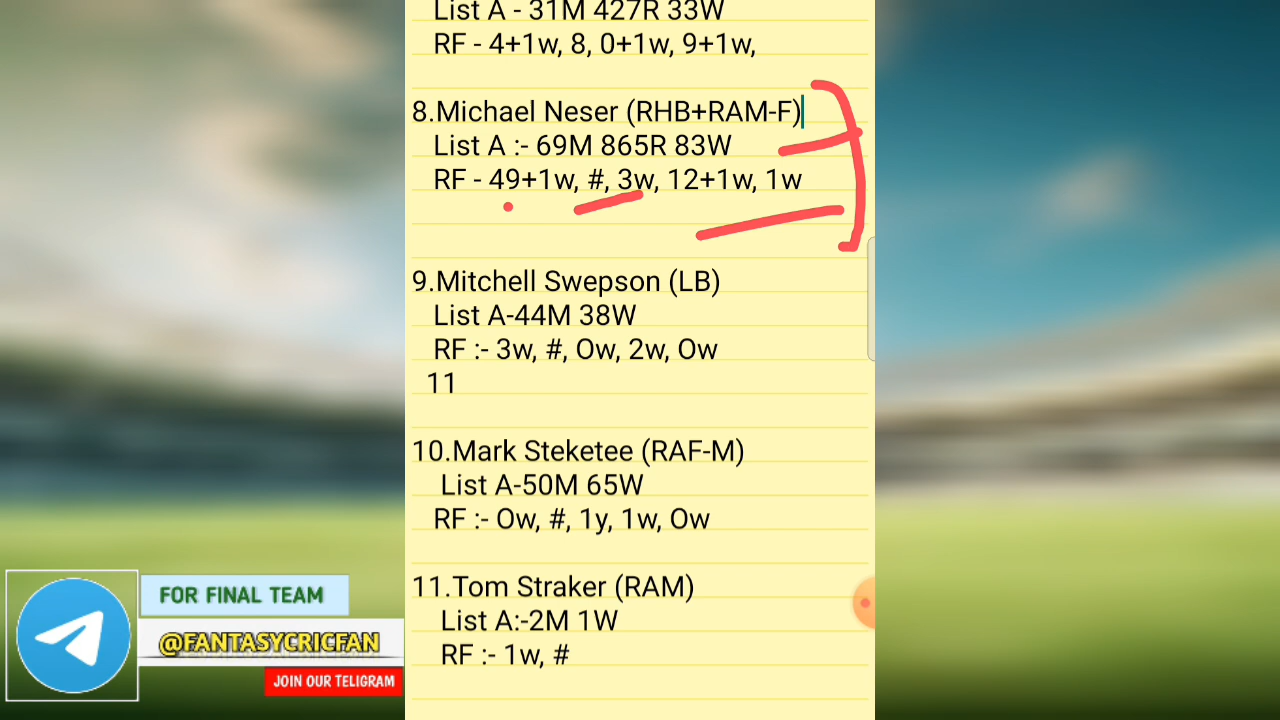 List A - 31M 427R 33W
RF - 4+1w, 8, 0+1w, 9+1w,
8.Michael Neser (RHB+RAM-F)
List A :- 69M 865R 83W
RF - 49+1w, #, 3w, 12+1w, 1w
9.Mitchell Swepson (LB)
List A-44M 38W
RF :- 3w, #, Ow, 2w, Ow
11
10.Mark Steketee (RAF-M)
List A-50M 65W
RF :- Ow, #, 1y, 1w, Ow
11.Tom Straker (RAM)
List A:-2M 1W
RF :- 1w, #
FOR FINAL TEAM
@FANTASYCRICFAN
JOIN OUR TELIGRAM